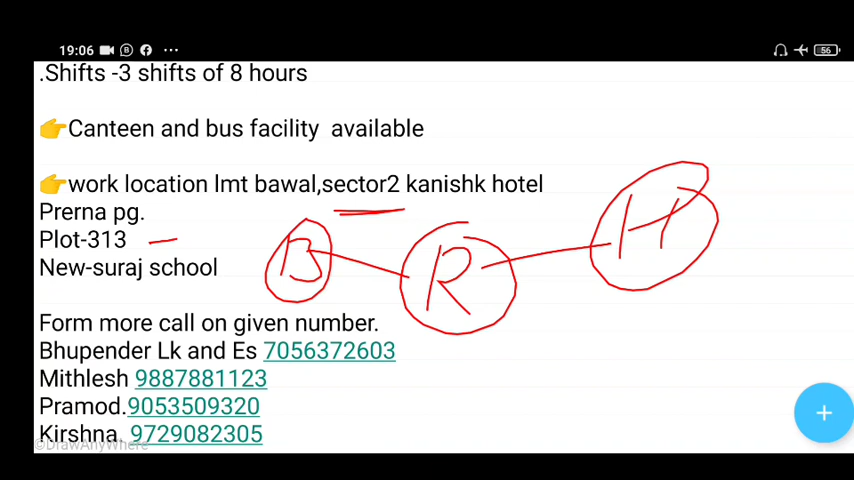 19:06 ... 56
.Shifts -3 shifts of 8 hours
👉Canteen and bus facility available
👉work location lmt bawal,sector2 kanishk hotel
Prerna pg.
Plot-313
New-suraj school
B R H
Form more call on given number.
Bhupender Lk and Es 7056372603
Mithlesh 9887881123
Pramod.9053509320
Kirshna 9729082305
©DrawAnyWhere